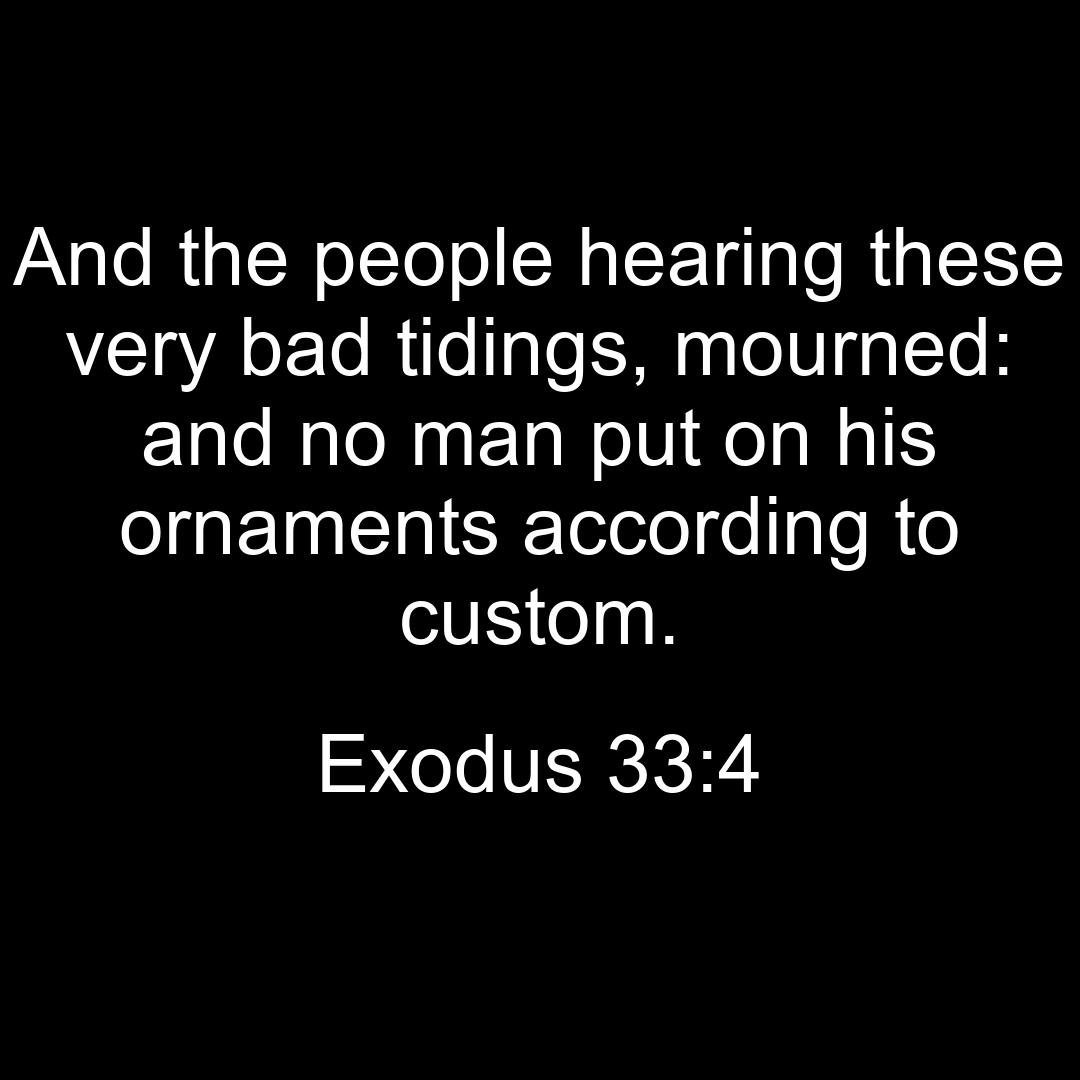 And the people hearing these
very bad tidings, mourned:
and no man put on his
ornaments according to
custom.
Exodus 33:4